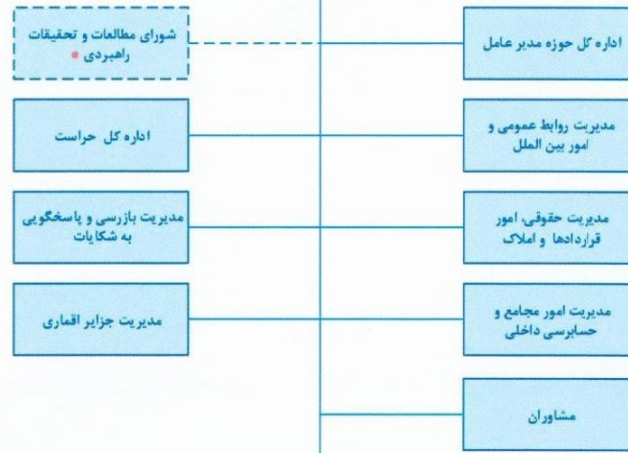 اداره کل حوزه مدیر عامل
شورای مطالعات و تحقیقات
راهبردی
مدیریت روابط عمومی و
امور بین الملل
اداره کل حراست
مدیریت حقوقی، امور
قراردادها و املاک
مدیریت بازرسی و پاسخگویی
به شکایات
مدیریت امور مجامع و
حسابرسی داخلی
مدیریت جزایر اقماری
مشاوران